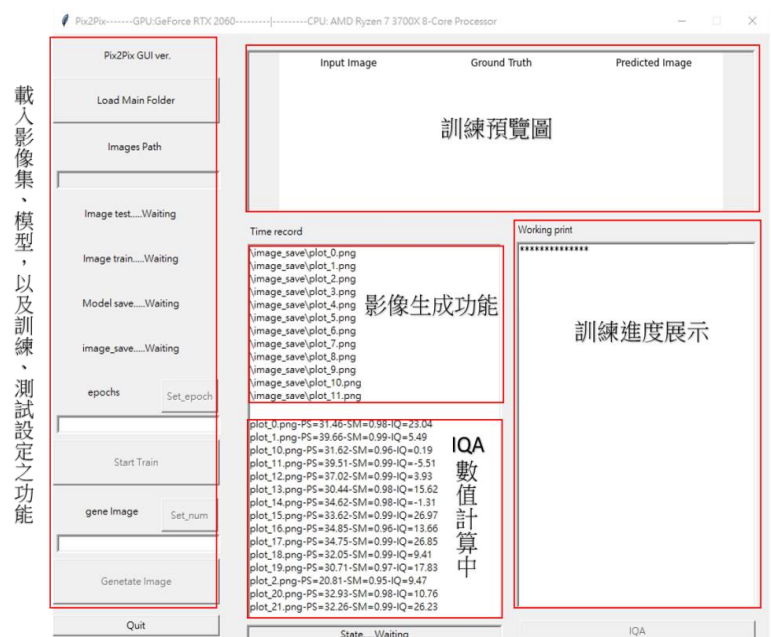 Pix2Pix-------GPU:GeForce RTX 2060---------|---------CPU: AMD Ryzen 7 3700X 8-Core Processor
載入影像集、模型，以及訓練、測試設定之功能
Pix2Pix GUI ver.
Load Main Folder
Images Path
Image test.....Waiting
Image train.....Waiting
Model save.....Waiting
image_save.....Waiting
epochs
Set_epoch
Start Train
gene Image
Set_num
Genetate Image
Quit
Input Image
Ground Truth
Predicted Image
訓練預覽圖
Time record
\image_save\plot_0.png
\image_save\plot_1.png
\image_save\plot_2.png
\image_save\plot_3.png
\image_save\plot_4.png
\image_save\plot_5.png
\image_save\plot_6.png
\image_save\plot_7.png
\image_save\plot_8.png
\image_save\plot_9.png
\image_save\plot_10.png
\image_save\plot_11.png
影像生成功能
plot_0.png-PS=31.46-SM=0.98-IQ=23.04
plot_1.png-PS=39.66-SM=0.99-IQ=5.49
plot_10.png-PS=31.62-SM=0.96-IQ=0.19
plot_11.png-PS=39.51-SM=0.99-IQ=-5.51
plot_12.png-PS=37.02-SM=0.99-IQ=3.93
plot_13.png-PS=30.44-SM=0.98-IQ=15.62
plot_14.png-PS=34.62-SM=0.98-IQ=-1.31
plot_15.png-PS=33.62-SM=0.99-IQ=26.97
plot_16.png-PS=34.85-SM=0.96-IQ=13.66
plot_17.png-PS=34.75-SM=0.99-IQ=26.85
plot_18.png-PS=32.05-SM=0.99-IQ=9.41
plot_19.png-PS=30.71-SM=0.97-IQ=17.83
plot_2.png-PS=20.81-SM=0.95-IQ=9.47
plot_20.png-PS=32.93-SM=0.98-IQ=10.76
plot_21.png-PS=32.26-SM=0.99-IQ=26.23
IQA數值計算中
State.....Waiting
Working print
**************
訓練進度展示
IQA